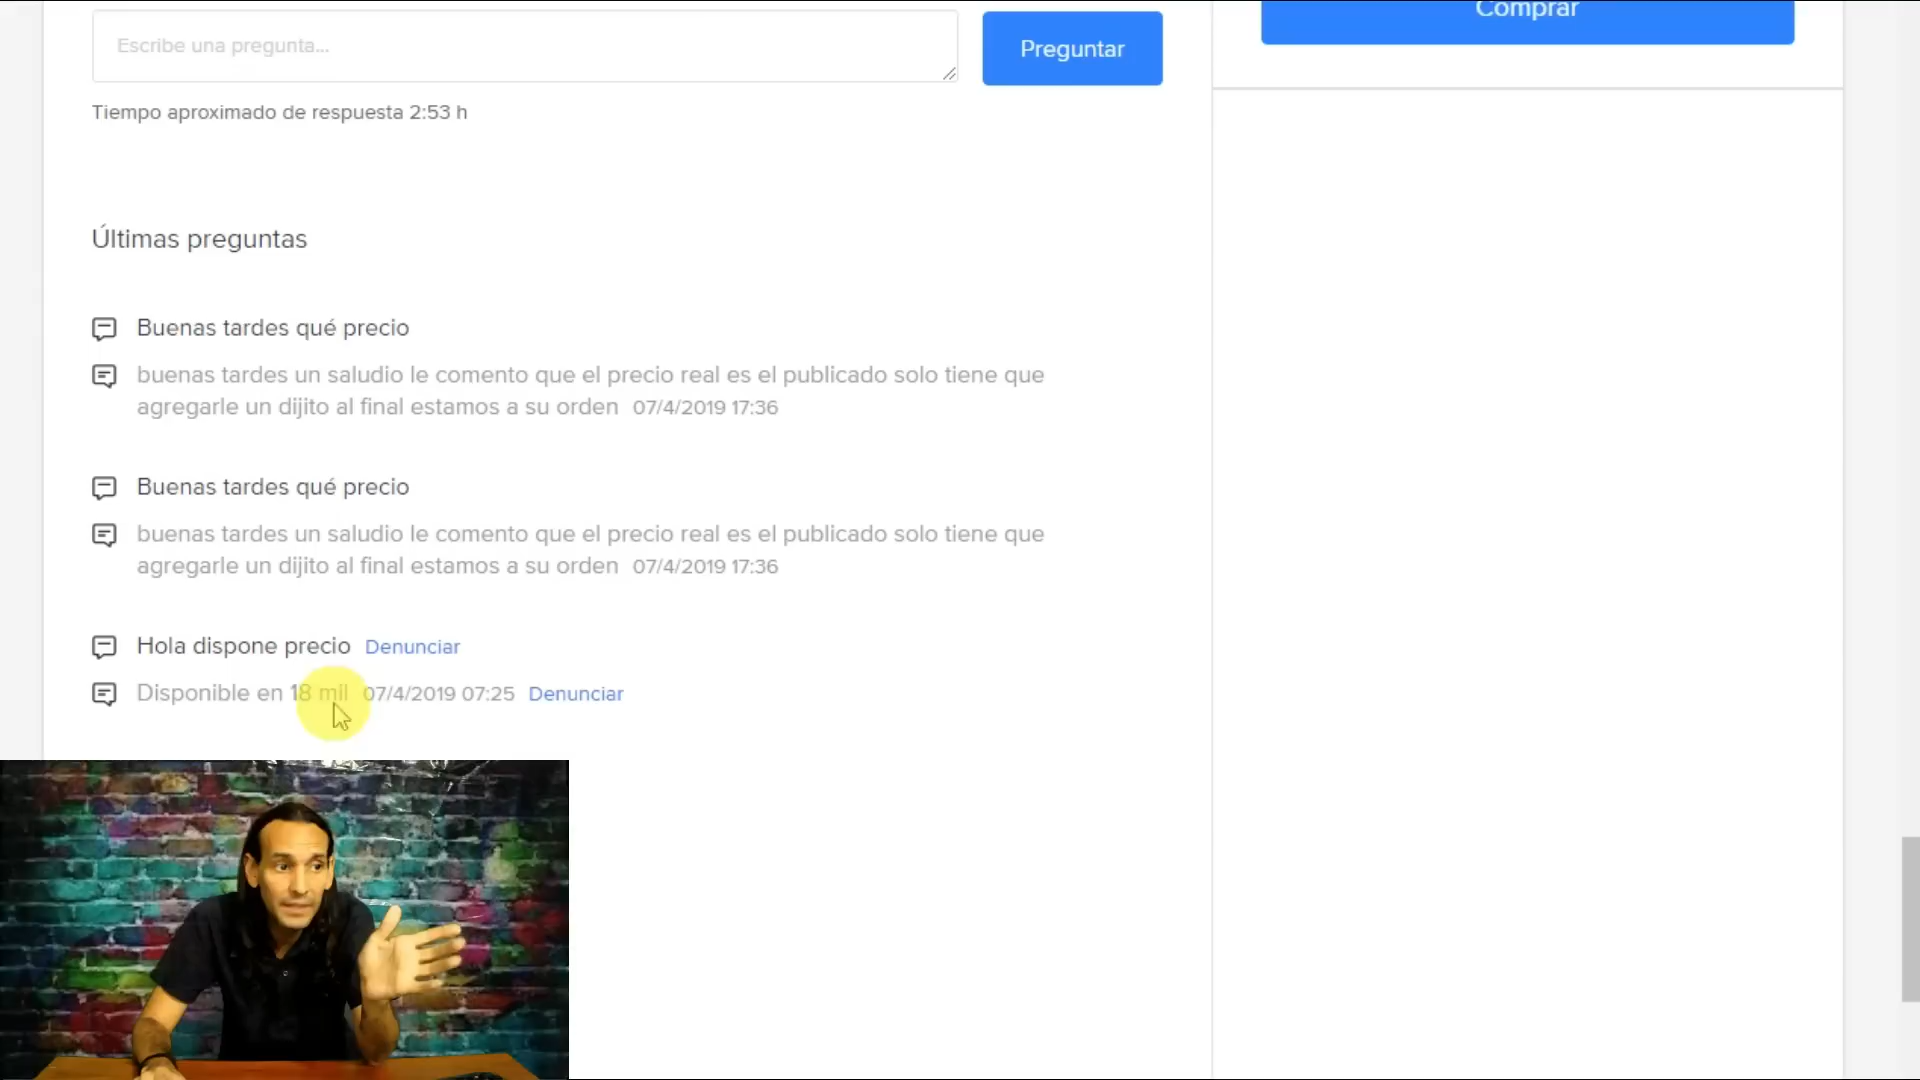 Comprar
Escribe una pregunta...
Preguntar
Tiempo aproximado de respuesta 2:53 h
Últimas preguntas
Buenas tardes qué precio
buenas tardes un saludio le comento que el precio real es el publicado solo tiene que
agregarle un dijito al final estamos a su orden 07/4/2019 17:36
Buenas tardes qué precio
buenas tardes un saludio le comento que el precio real es el publicado solo tiene que
agregarle un dijito al final estamos a su orden 07/4/2019 17:36
Hola dispone precio Denunciar
Disponible en 18 mil 07/4/2019 07:25 Denunciar